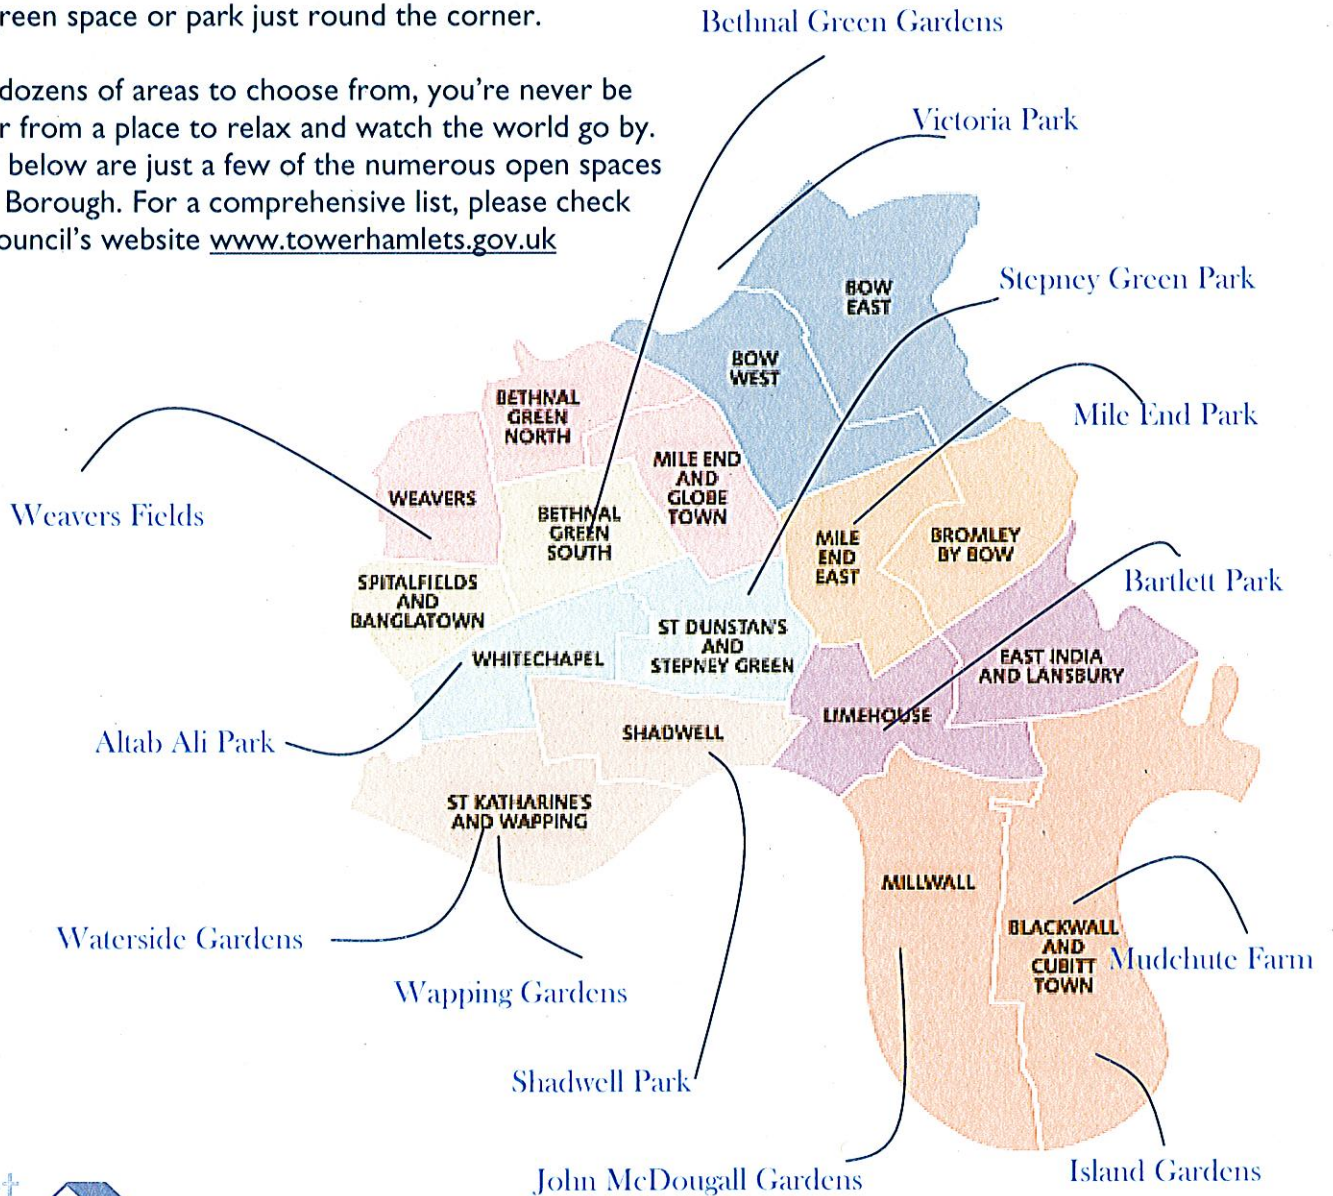 reen space or park just round the corner.
dozens of areas to choose from, you're never be
r from a place to relax and watch the world go by.
below are just a few of the numerous open spaces
Borough. For a comprehensive list, please check
ouncil's website www.towerhamlets.gov.uk
Bethnal Green Gardens
Victoria Park
Stepney Green Park
Mile End Park
Bartlett Park
Weavers Fields
Altab Ali Park
Waterside Gardens
Wapping Gardens
Shadwell Park
John McDougall Gardens
Island Gardens
Mudchute Farm
BOW
EAST
BOW
WEST
BETHNAL
GREEN
NORTH
MILE END
AND
GLOBE
TOWN
WEAVERS
BETHNAL
GREEN
SOUTH
MILE
END
EAST
BROMLEY
BY BOW
SPITALFIELDS
AND
BANGLATOWN
WHITECHAPEL
ST DUNSTAN'S
AND
STEPNEY GREEN
EAST INDIA
AND LANSBURY
LIMEHOUSE
SHADWELL
ST KATHARINE'S
AND WAPPING
MILLWALL
BLACKWALL
AND
CUBITT
TOWN